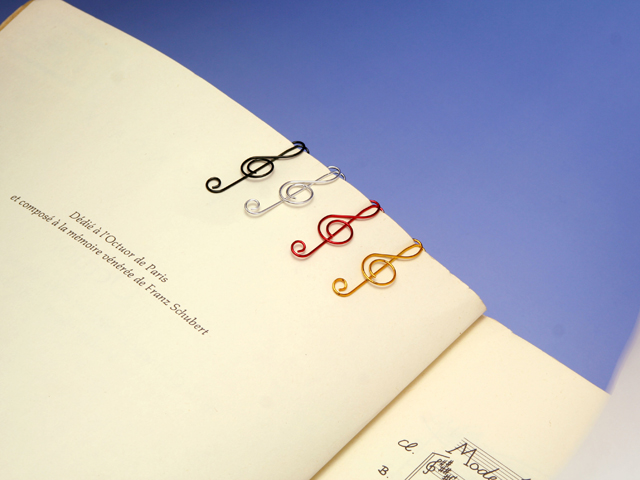 Dédié à l'Octuor de Paris
et composé à la mémoire vénérée de Franz Schubert
cl.
Mode
B.